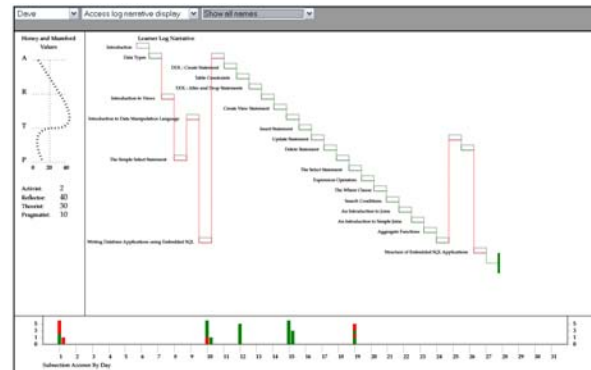 Dave
Access log narrative display
Show all names
Honey and Mumford
Values
Learner Log Narrative
A
R
T
P
0 20 40
Activist 2
Reflector 40
Theorist 30
Pragmatist 10
Introduction
Data Types
DDL : Create Statement
Table Constraints
DDL : Alter and Drop Statements
Introduction to Views
Create View Statement
Introduction to Data Manipulation Language
Insert Statement
Update Statement
Delete Statement
The Simple Select Statement
The Select Statement
Expression Operators
The Where Clause
Search Conditions
An Introduction to Joins
An Introduction to Simple Joins
Aggregate Functions
Writing Database Applications using Embedded SQL
Structure of Embedded SQL Applications
5
3
1
5
3
1
1 2 3 4 5 6 7 8 9 10 11 12 13 14 15 16 17 18 19 20 21 22 23 24 25 26 27 28 29 30 31
Subsection Accesses By Day